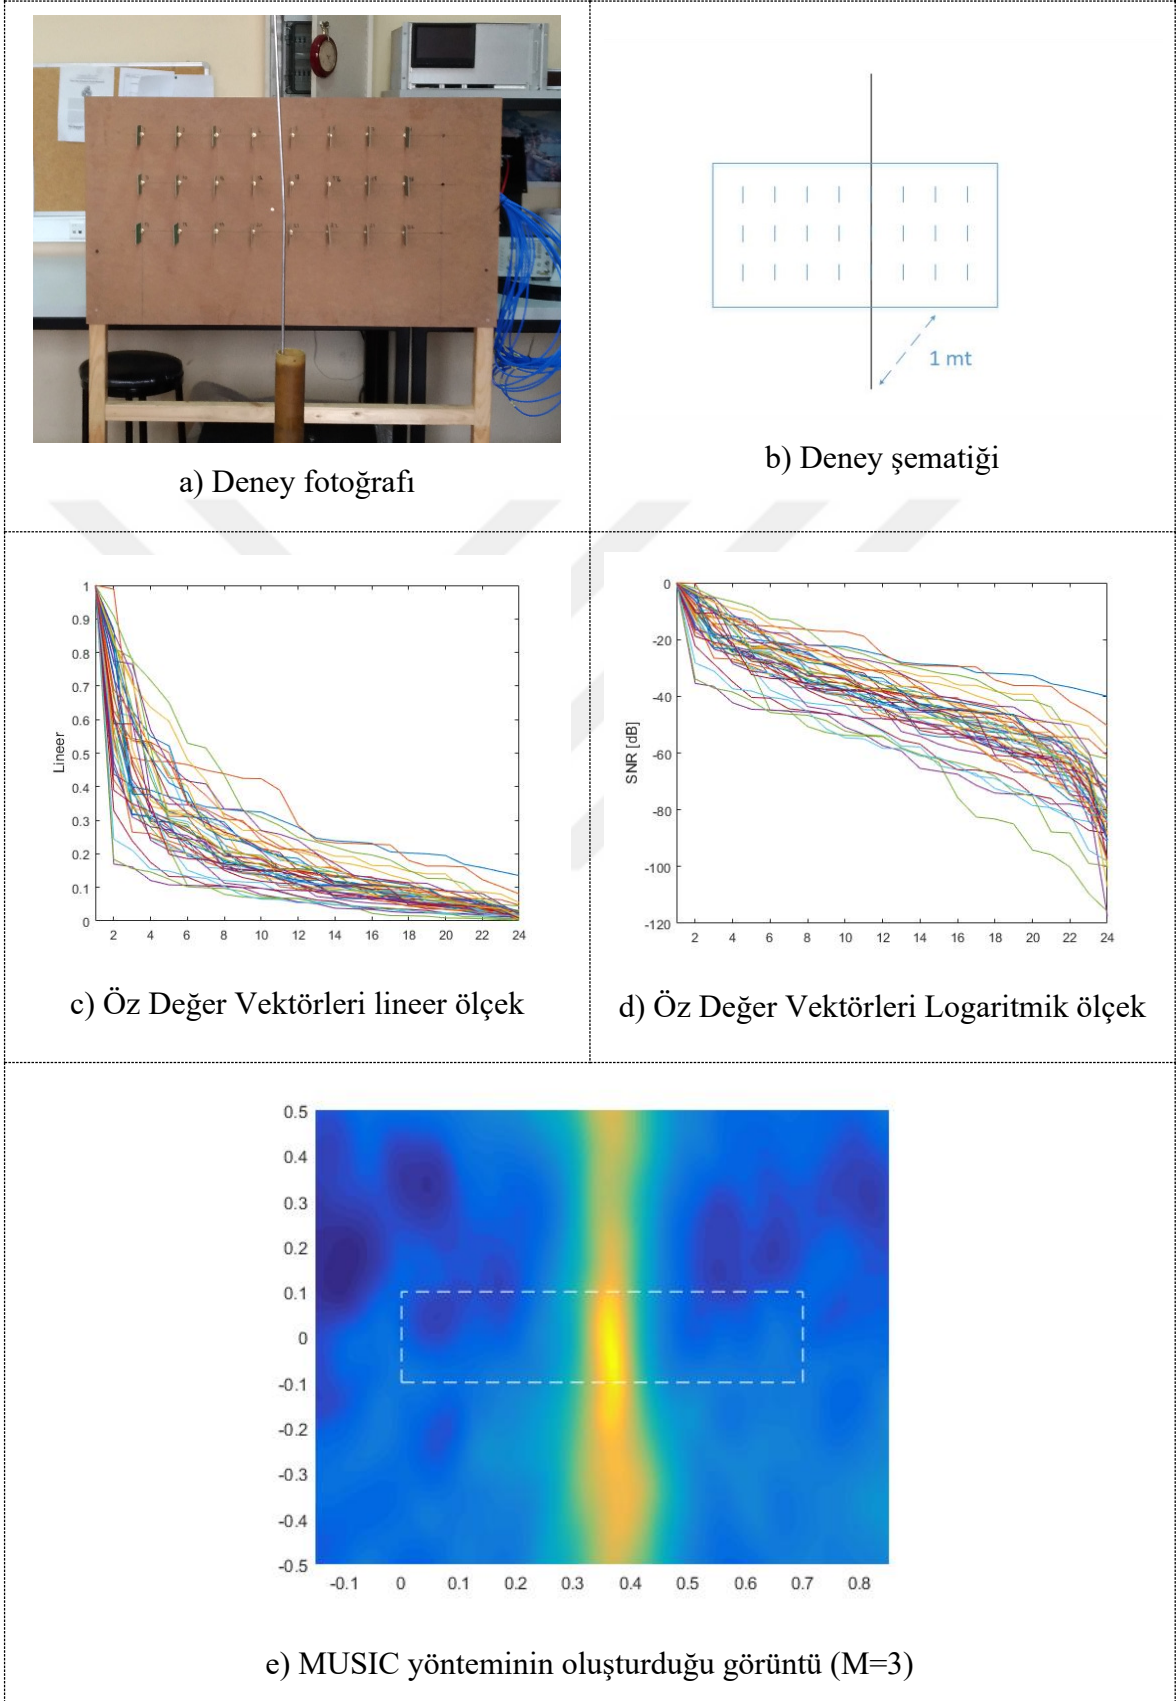 1 mt
a) Deney fotoğrafı
b) Deney şematiği
1
0.9
0.8
0.7
0.6
0.5
0.4
0.3
0.2
0.1
0
Lineer
2 4 6 8 10 12 14 16 18 20 22 24
0
-20
-40
-60
-80
-100
-120
SNR [dB]
2 4 6 8 10 12 14 16 18 20 22 24
c) Öz Değer Vektörleri lineer ölçek
d) Öz Değer Vektörleri Logaritmik ölçek
0.5
0.4
0.3
0.2
0.1
0
-0.1
-0.2
-0.3
-0.4
-0.5
-0.1 0 0.1 0.2 0.3 0.4 0.5 0.6 0.7 0.8
e) MUSIC yönteminin oluşturduğu görüntü (M=3)